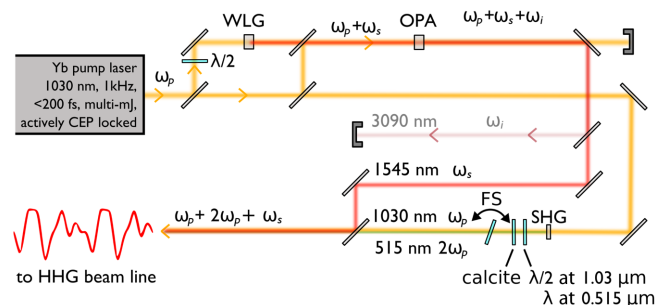 WLG
OPA
ωp+ωs
ωp+ωs+ωi
λ/2
Yb pump laser
1030 nm, 1kHz,
<200 fs, multi-mJ,
actively CEP locked
ωp
3090 nm ωi
1545 nm ωs
FS
SHG
ωp+ 2ωp+ ωs
1030 nm ωp
515 nm 2ωp
to HHG beam line
calcite λ/2 at 1.03 μm
λ at 0.515 μm